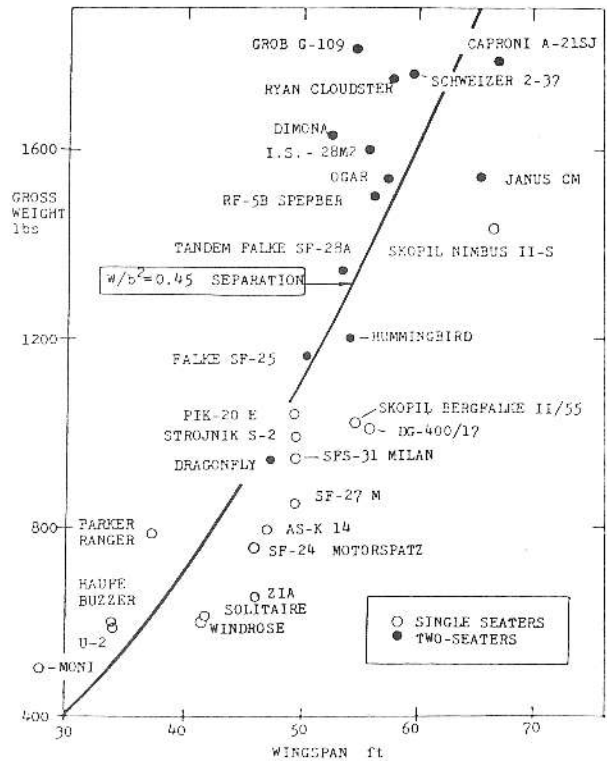 GROB G-109
CAPRONI A-21SJ
RYAN CLOUDSTER
SCHWEIZER 2-37
DIMONA
1600
I.S.-28M2
OGAR
JANUS CM
GROSS
WEIGHT
lbs
RF-5B SPERBER
TANDEM FALKE SF-28A
SKOPIL NIMBUS II-S
W/b²=0.45 SEPARATION
1200
HUMMINGBIRD
FALKE SF-25
PIK-20 E
SKOPIL BERGFALKE II/55
STROJNIK S-2
DG-400/17
SFS-31 MILAN
DRAGONFLY
SF-27 M
800
PARKER
RANGER
AS-K 14
SF-24 MOTORSPATZ
HAUPE
BUZZER
ZIA
SOLITAIRE
WINDROSE
U-2
SINGLE SEATERS
TWO-SEATERS
MONI
400
30 40 50 60 70
WINGSPAN ft